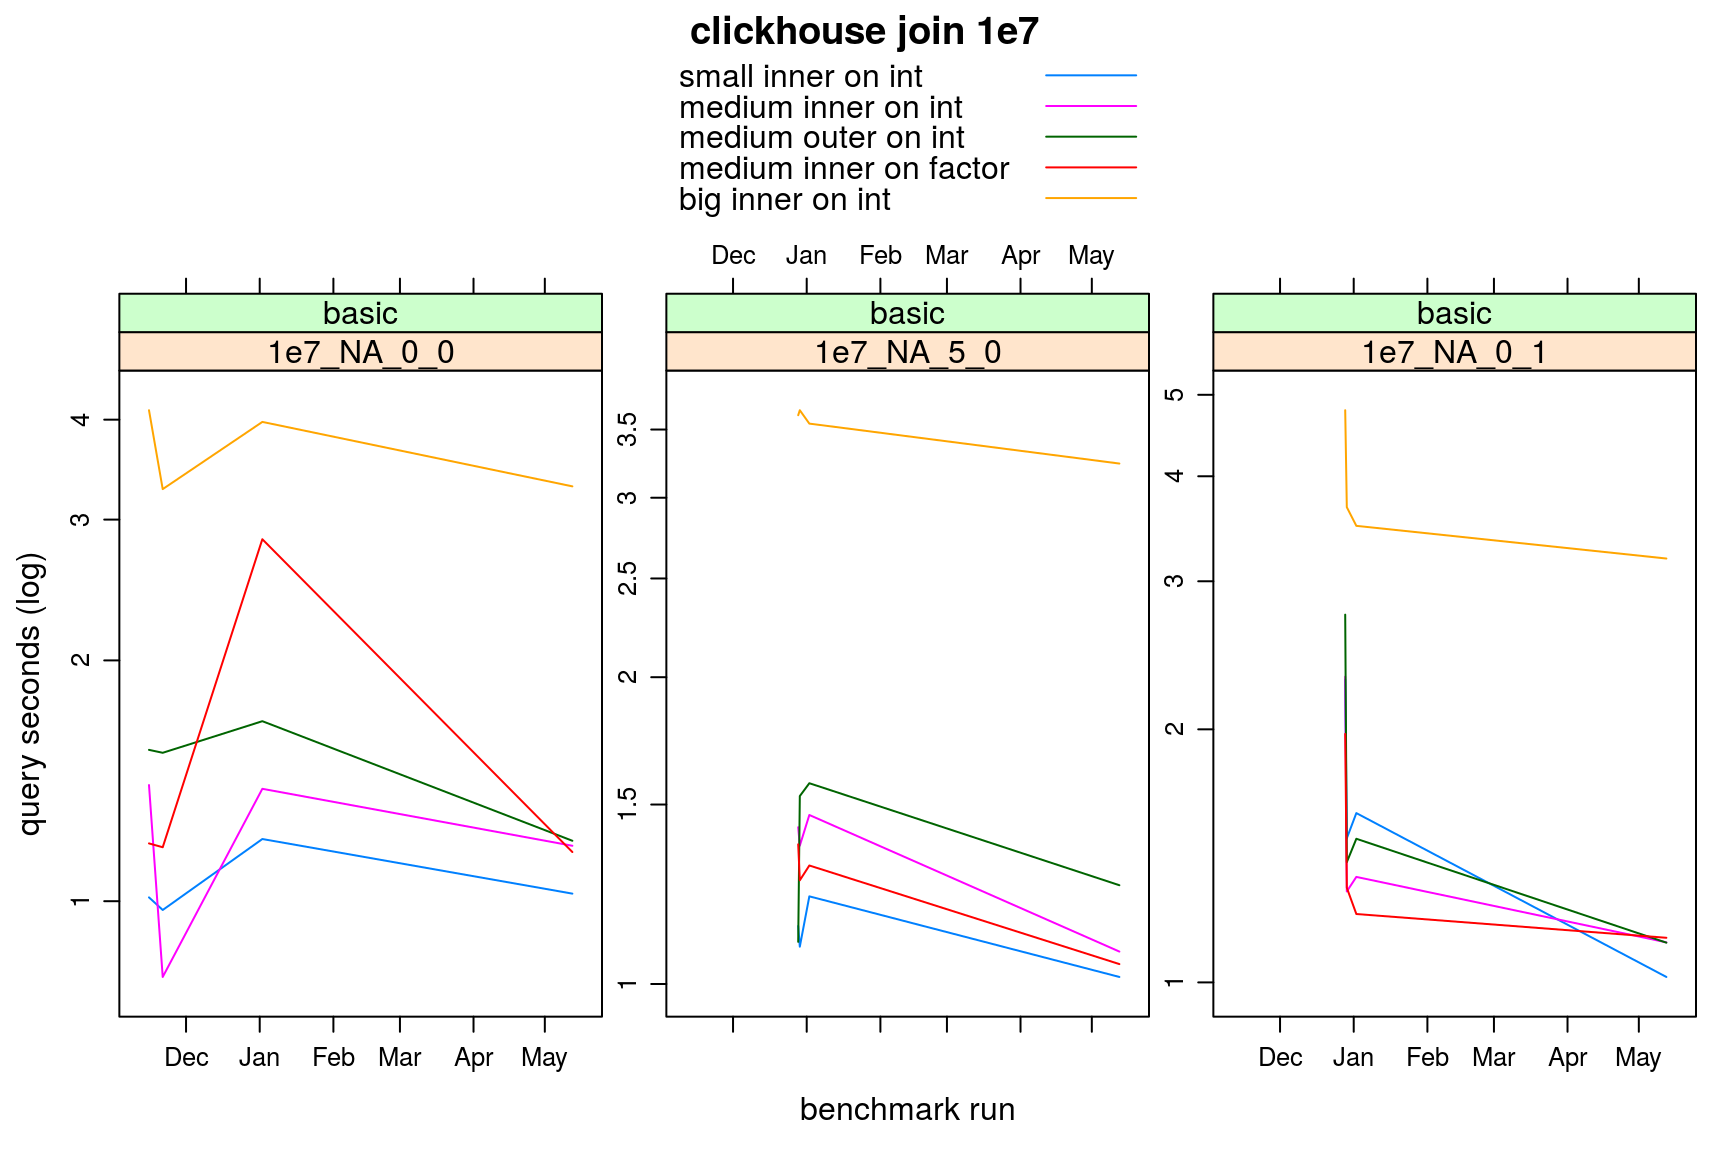 clickhouse join 1e7
small inner on int
medium inner on int
medium outer on int
medium inner on factor
big inner on int
Dec Jan Feb Mar Apr May
basic basic basic
1e7_NA_0_0 1e7_NA_5_0 1e7_NA_0_1
query seconds (log)
4
3
2
1
3.5
3
2.5
2
1.5
1
5
4
3
2
1
Dec Jan Feb Mar Apr May
Dec Jan Feb Mar Apr May
benchmark run